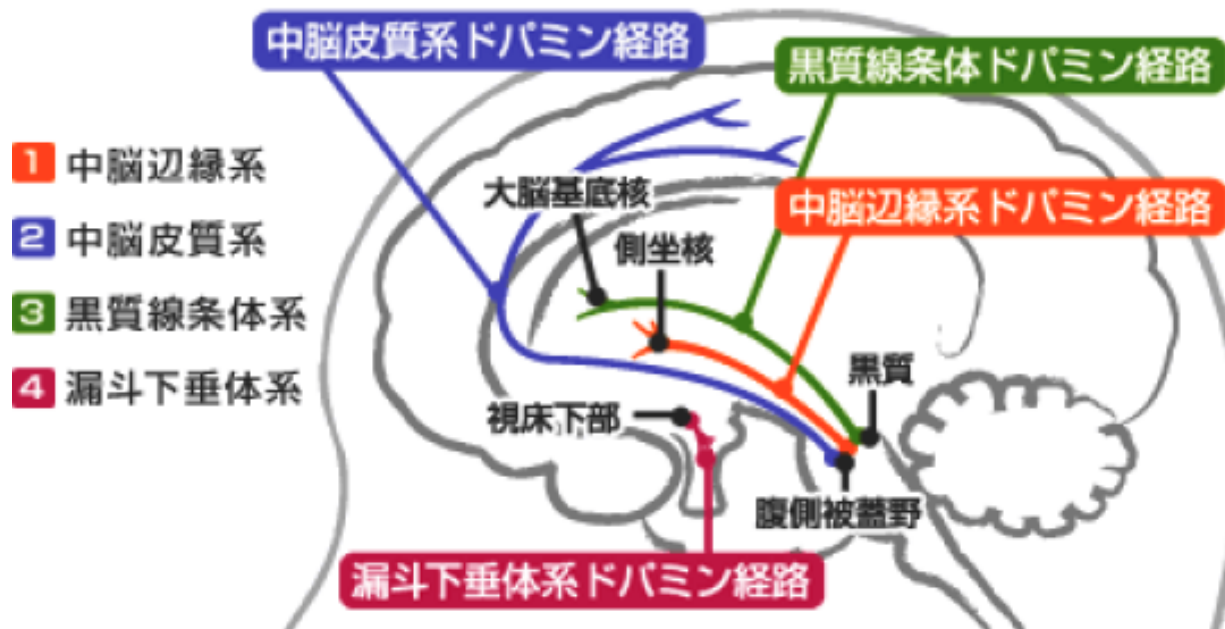 中脳皮質系ドパミン経路
黒質線条体ドパミン経路
1 中脳辺縁系
大脳基底核
中脳辺縁系ドパミン経路
2 中脳皮質系
側坐核
3 黒質線条体系
黒質
4 漏斗下垂体系
視床下部
腹側被蓋野
漏斗下垂体系ドパミン経路